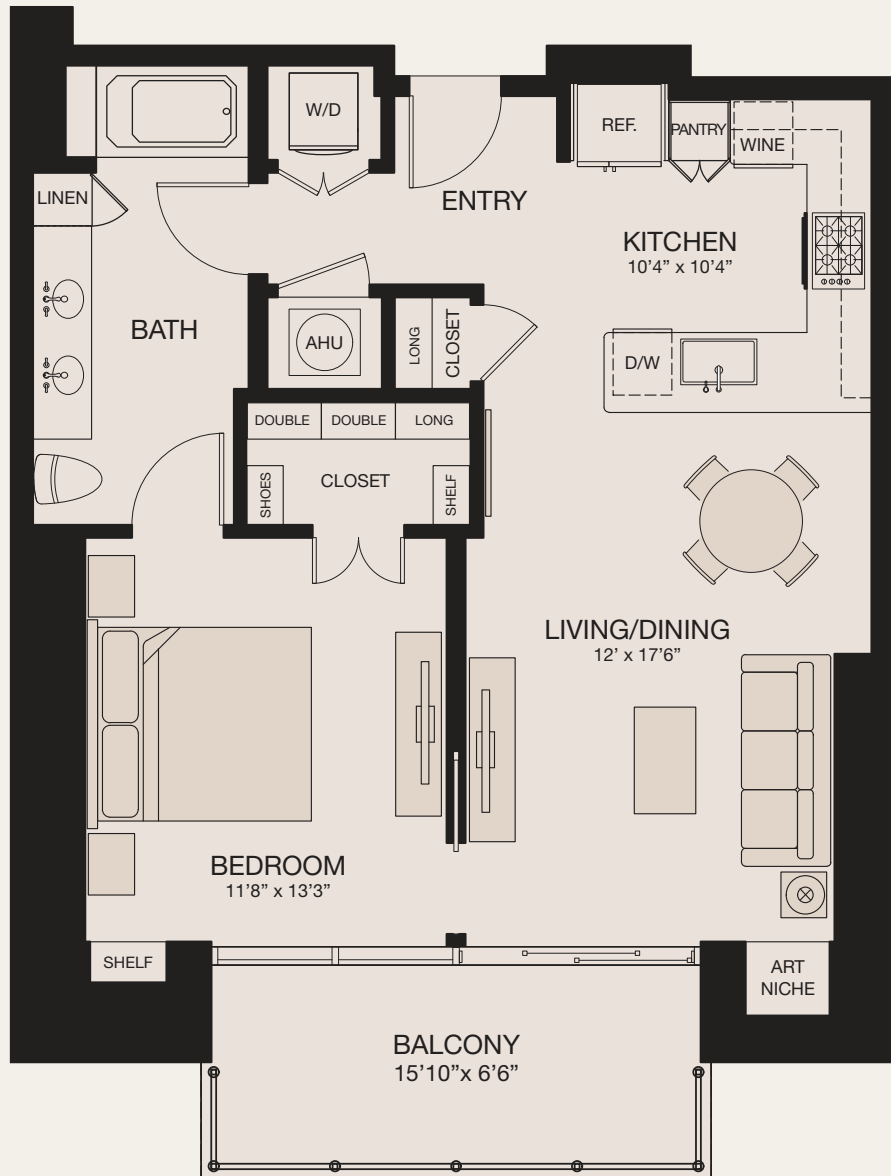 W/D
REF.
PANTRY
WINE
LINEN
ENTRY
KITCHEN
10'4" x 10'4"
BATH
AHU
LONG
CLOSET
D/W
DOUBLE
DOUBLE
LONG
SHOES
CLOSET
SHELF
LIVING/DINING
12’ x 17’6”
BEDROOM
11’8” x 13’3”
SHELF
ART
NICHE
BALCONY
15’10”x 6’6”